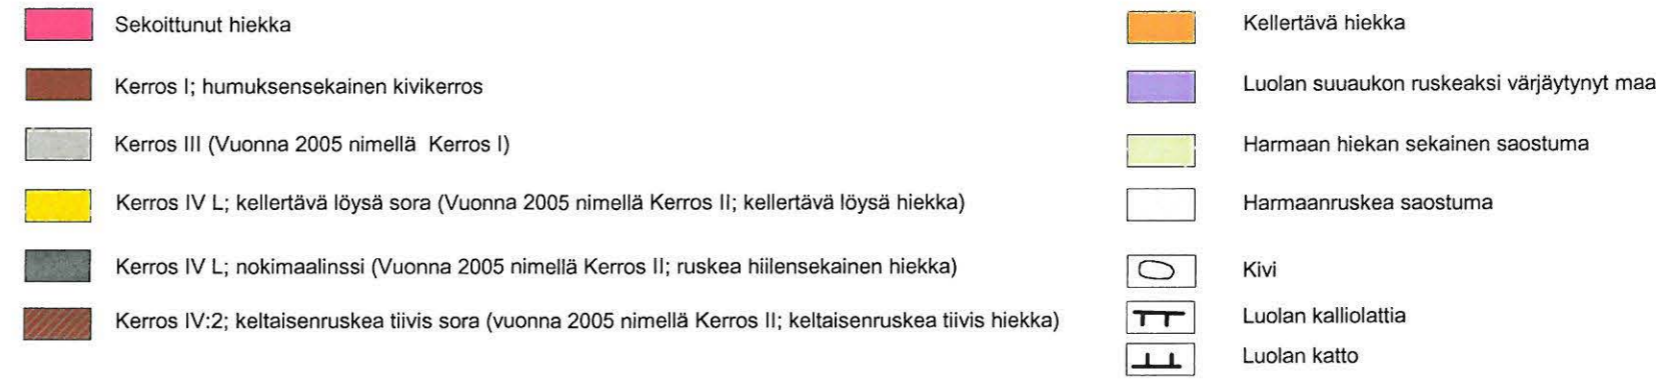 Sekoittunut hiekka
Kerros I; humuksensekainen kivikerros
Kerros III (Vuonna 2005 nimellä Kerros I)
Kerros IV L; kellertävä löysä sora (Vuonna 2005 nimellä Kerros II; kellertävä löysä hiekka)
Kerros IV L; nokimaalinssi (Vuonna 2005 nimellä Kerros II; ruskea hiilensekainen hiekka)
Kerros IV:2; keltaisenruskea tiivis sora (vuonna 2005 nimellä Kerros II; keltaisenruskea tiivis hiekka)
Kellertävä hiekka
Luolan suuaukon ruskeaksi värjäytynyt maa
Harmaan hiekan sekainen saostuma
Harmaanruskea saostuma
Kivi
Luolan kalliolattia
Luolan katto